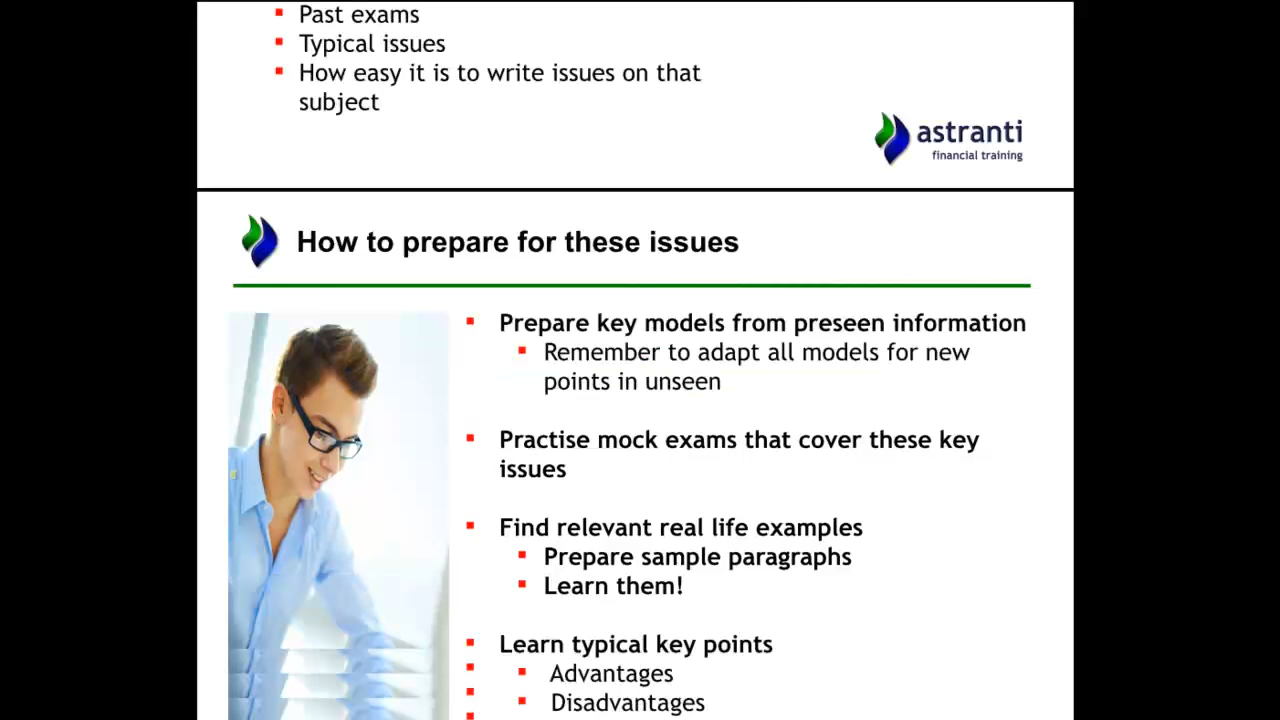 Past exams
Typical issues
How easy it is to write issues on that
subject
astranti
financial training
How to prepare for these issues
Prepare key models from preseen information
Remember to adapt all models for new
points in unseen
Practise mock exams that cover these key
issues
Find relevant real life examples
Prepare sample paragraphs
Learn them!
Learn typical key points
Advantages
Disadvantages